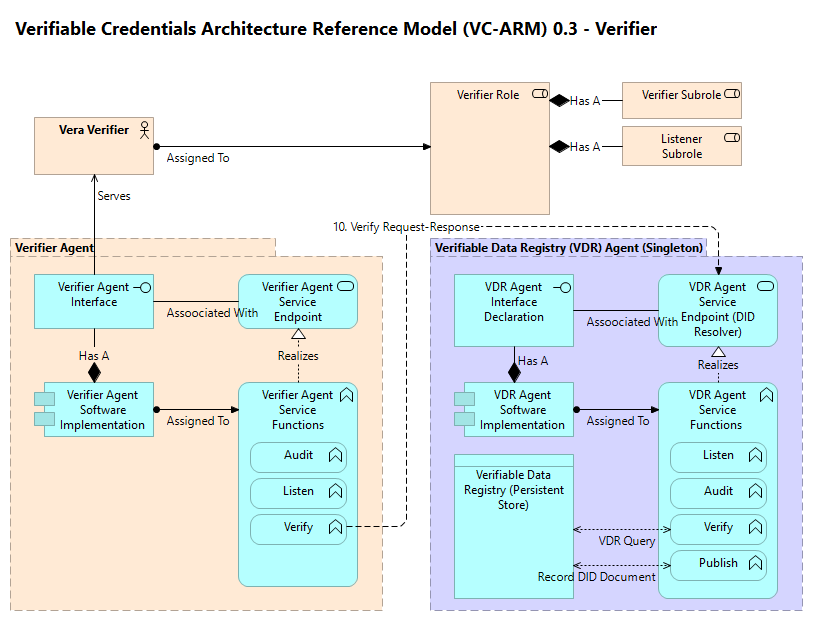 Verifiable Credentials Architecture Reference Model (VC-ARM) 0.3 - Verifier
Verifier Role
Has A
Verifier Subrole
Vera Verifier
Assigned To
Has A
Listener
Subrole
Serves
10. Verify Request-Response
Verifier Agent
Verifier Agent
Interface
Assoociated With
Verifier Agent
Service
Endpoint
Has A
Realizes
Verifier Agent
Software
Implementation
Assigned To
Verifier Agent
Service
Functions
Audit
Listen
Verify
Verifiable Data Registry (VDR) Agent (Singleton)
VDR Agent
Interface
Declaration
Assoociated With
VDR Agent
Service
Endpoint (DID
Resolver)
Has A
Realizes
VDR Agent
Software
Implementation
Assigned To
VDR Agent
Service
Functions
Listen
Audit
Verify
Publish
Verifiable Data
Registry (Persistent
Store)
VDR Query
Record DID Document